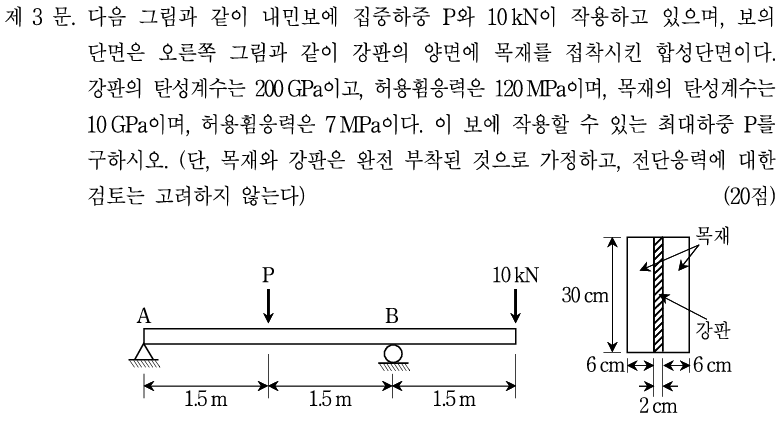 제 3 문. 다음 그림과 같이 내민보에 집중하중 P와 10 kN이 작용하고 있으며, 보의
단면은 오른쪽 그림과 같이 강판의 양면에 목재를 접착시킨 합성단면이다.
강판의 탄성계수는 200 GPa이고, 허용휨응력은 120 MPa이며, 목재의 탄성계수는
10 GPa이며, 허용휨응력은 7 MPa이다. 이 보에 작용할 수 있는 최대하중 P를
구하시오. (단, 목재와 강판은 완전 부착된 것으로 가정하고, 전단응력에 대한
검토는 고려하지 않는다) (20점)
목재
P 10 kN
30 cm
A B
강판
6 cm 6 cm
1.5 m 1.5 m 1.5 m
2 cm